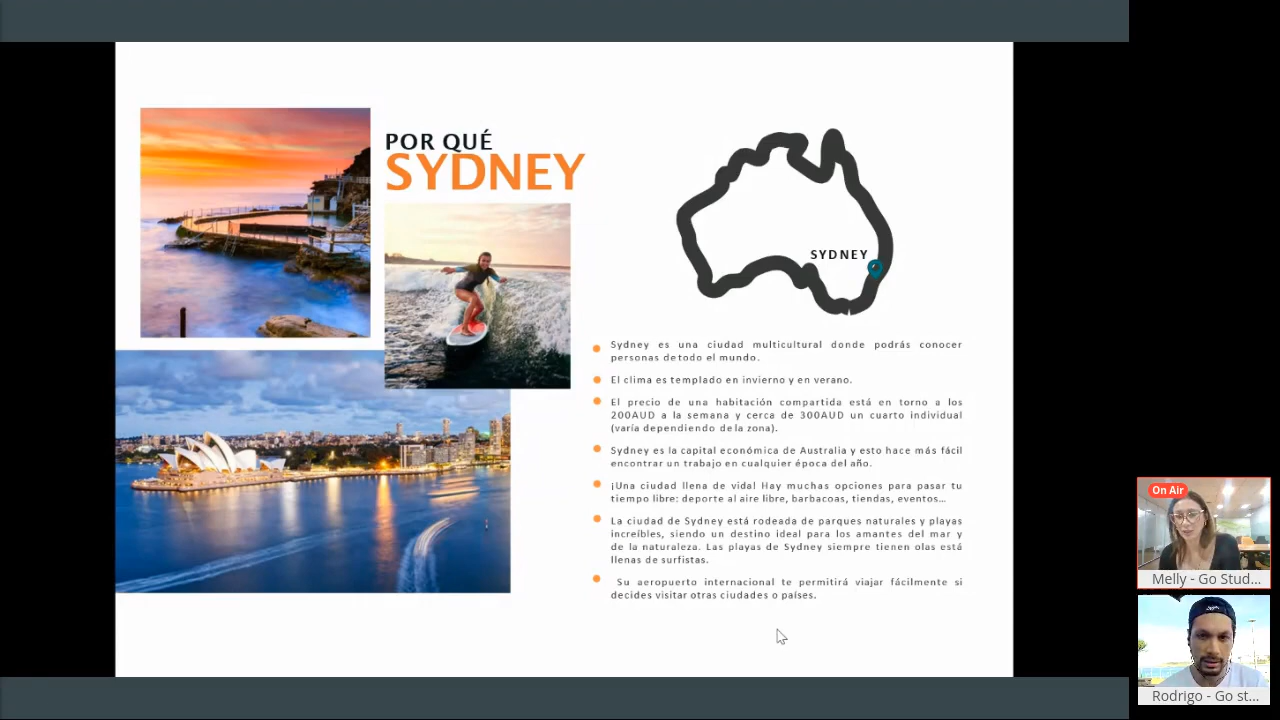 POR QUÉ
SYDNEY
SYDNEY
Sydney es una ciudad multicultural donde podrás conocer
personas de todo el mundo.
El clima es templado en invierno y en verano.
El precio de una habitación compartida está en torno a los
200AUD a la semana y cerca de 300AUD un cuarto individual
(varía dependiendo de la zona).
Sydney es la capital económica de Australia y esto hace más fácil
encontrar un trabajo en cualquier época del año.
¡Una ciudad llena de vida! Hay muchas opciones para pasar tu
tiempo libre: deporte al aire libre, barbacoas, tiendas, eventos...
La ciudad de Sydney está rodeada de parques naturales y playas
increíbles, siendo un destino ideal para los amantes del mar y
de la naturaleza. Las playas de Sydney siempre tienen olas está
llenas de surfistas.
Su aeropuerto internacional te permitirá viajar fácilmente si
decides visitar otras ciudades o países.
On Air
Melly - Go Stud...
Rodrigo - Go st...